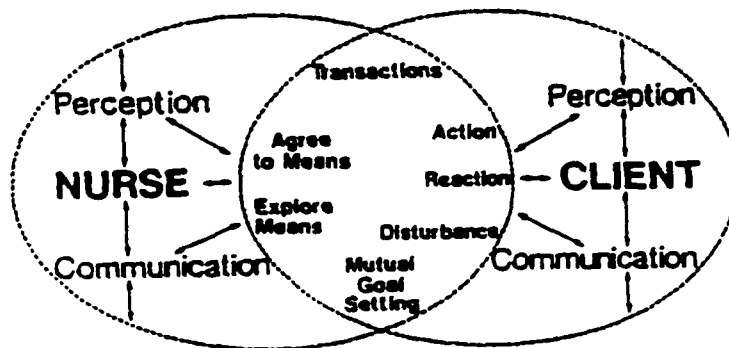 Transactions
Perception
Perception
Agree
to Means
Action
NURSE
Reaction
CLIENT
Explore
Means
Disturbance
Communication
Communication
Mutual
Goal
Setting